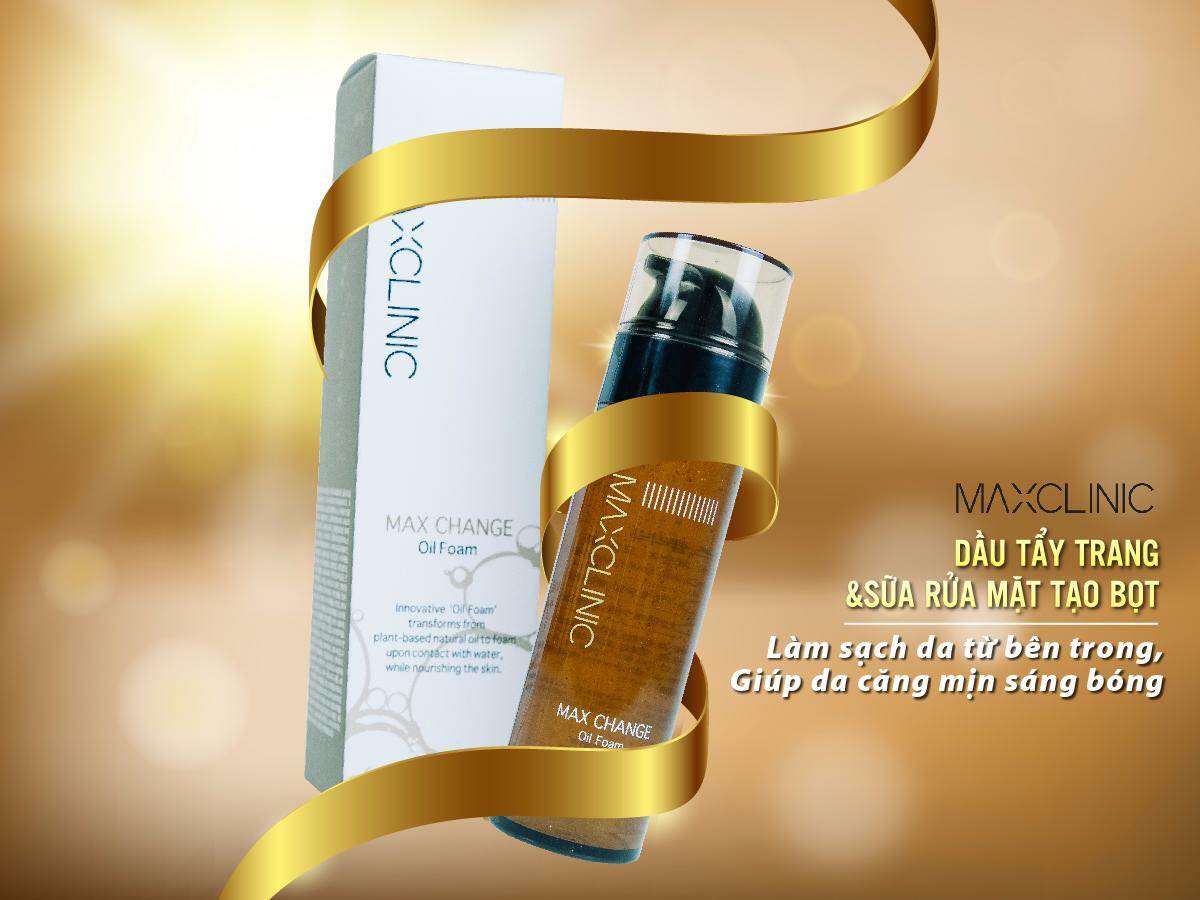 MAXCLINIC
MAX CHANGE
Oil Foam
Innovative 'Oil Foam'
transforms from
plant-based natural oil to foam
upon contact with water,
while nourishing the skin.
MAXCLINIC
MAX CHANGE
Oil Foam
MAXCLINIC
DẦU TẨY TRANG
&SỮA RỬA MẶT TẠO BỌT
Làm sạch da từ bên trong,
Giúp da căng mịn sáng bóng